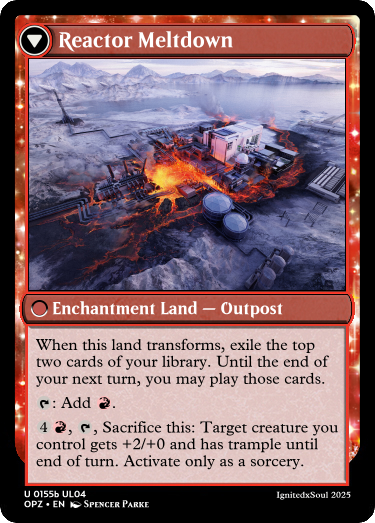 Reactor Meltdown
Enchantment Land — Outpost
When this land transforms, exile the top
two cards of your library. Until the end of
your next turn, you may play those cards.
: Add .
4 , , Sacrifice this: Target creature you
control gets +2/+0 and has trample until
end of turn. Activate only as a sorcery.
U 0155b UL04
OPZ • EN Spencer Parke
IgnitedxSoul 2025